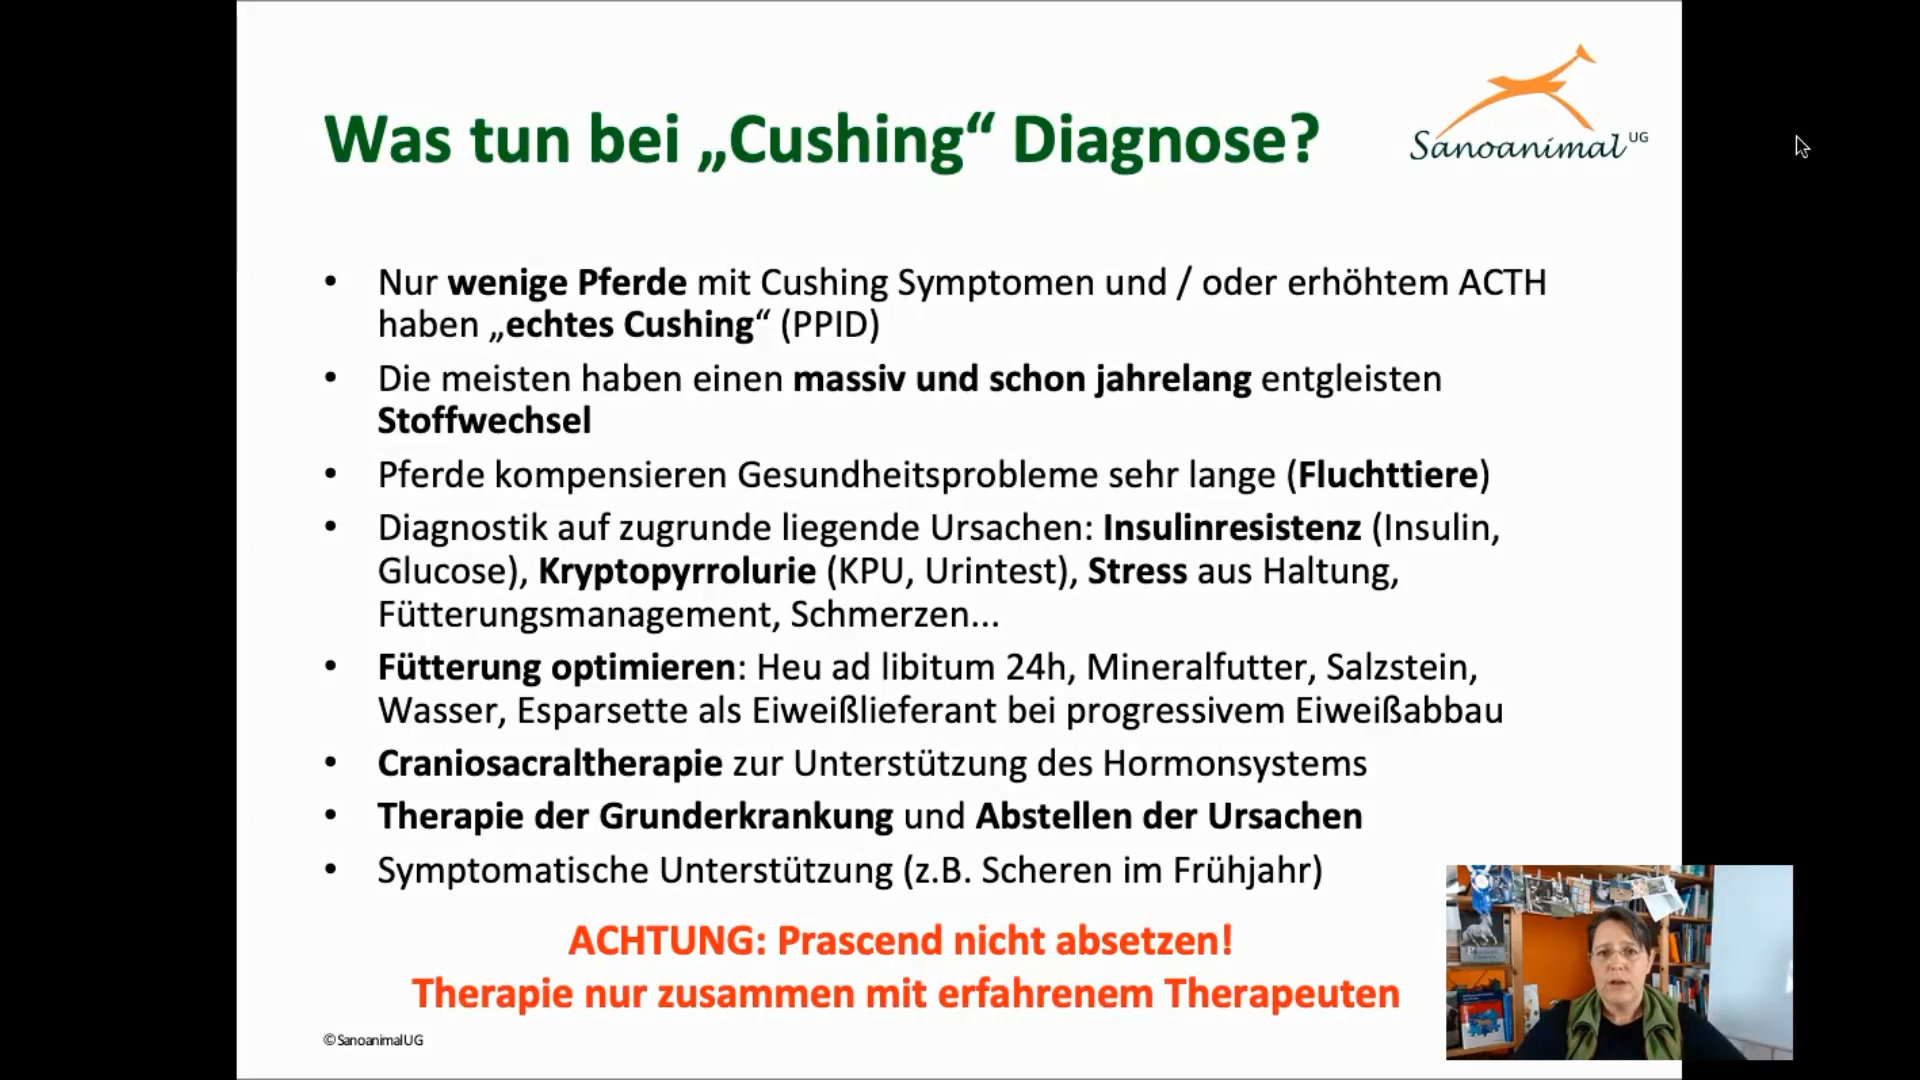 Was tun bei „Cushing“ Diagnose?
Sanoanimal UG
• Nur wenige Pferde mit Cushing Symptomen und / oder erhöhtem ACTH
haben „echtes Cushing“ (PPID)
• Die meisten haben einen massiv und schon jahrelang entgleisten
Stoffwechsel
• Pferde kompensieren Gesundheitsprobleme sehr lange (Fluchttiere)
• Diagnostik auf zugrunde liegende Ursachen: Insulinresistenz (Insulin,
Glucose), Kryptopyrrolurie (KPU, Urintest), Stress aus Haltung,
Fütterungsmanagement, Schmerzen...
• Fütterung optimieren: Heu ad libitum 24h, Mineralfutter, Salzstein,
Wasser, Esparsette als Eiweißlieferant bei progressivem Eiweißabbau
• Craniosacraltherapie zur Unterstützung des Hormonsystems
• Therapie der Grunderkrankung und Abstellen der Ursachen
• Symptomatische Unterstützung (z.B. Scheren im Frühjahr)
ACHTUNG: Prascend nicht absetzen!
Therapie nur zusammen mit erfahrenem Therapeuten
©Sanoanimal UG